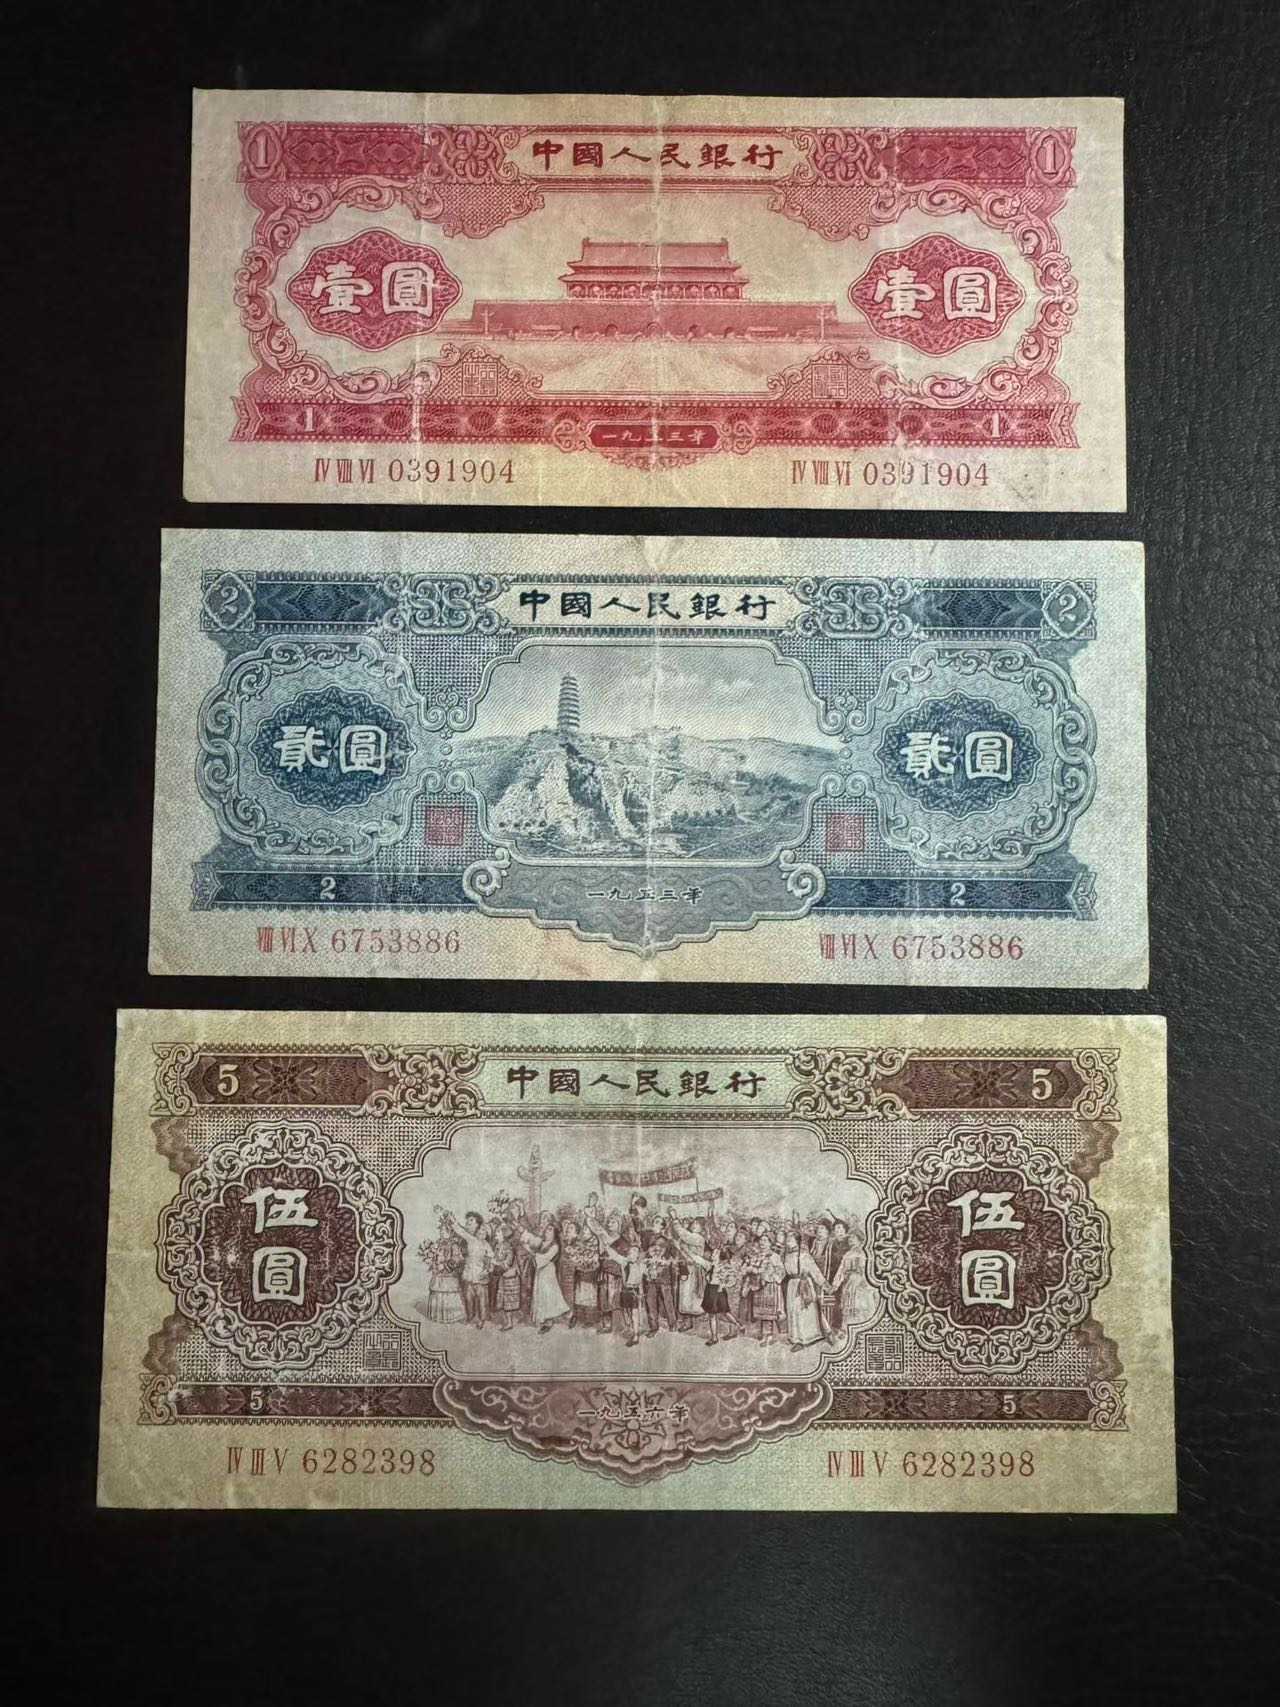 1 中國人民銀行 1
壹圓 壹圓
1 一九五三年 1
Ⅳ Ⅷ Ⅵ 0391904 Ⅳ Ⅷ Ⅵ 0391904
2 中國人民銀行 2
貳圓 貳圓
2 一九五三年 2
Ⅷ Ⅵ Ⅹ 6753886 Ⅷ Ⅵ Ⅹ 6753886
5 中國人民銀行 5
伍 伍
圓 圓
5 一九五六年 5
Ⅳ Ⅲ Ⅴ 6282398 Ⅳ Ⅲ Ⅴ 6282398